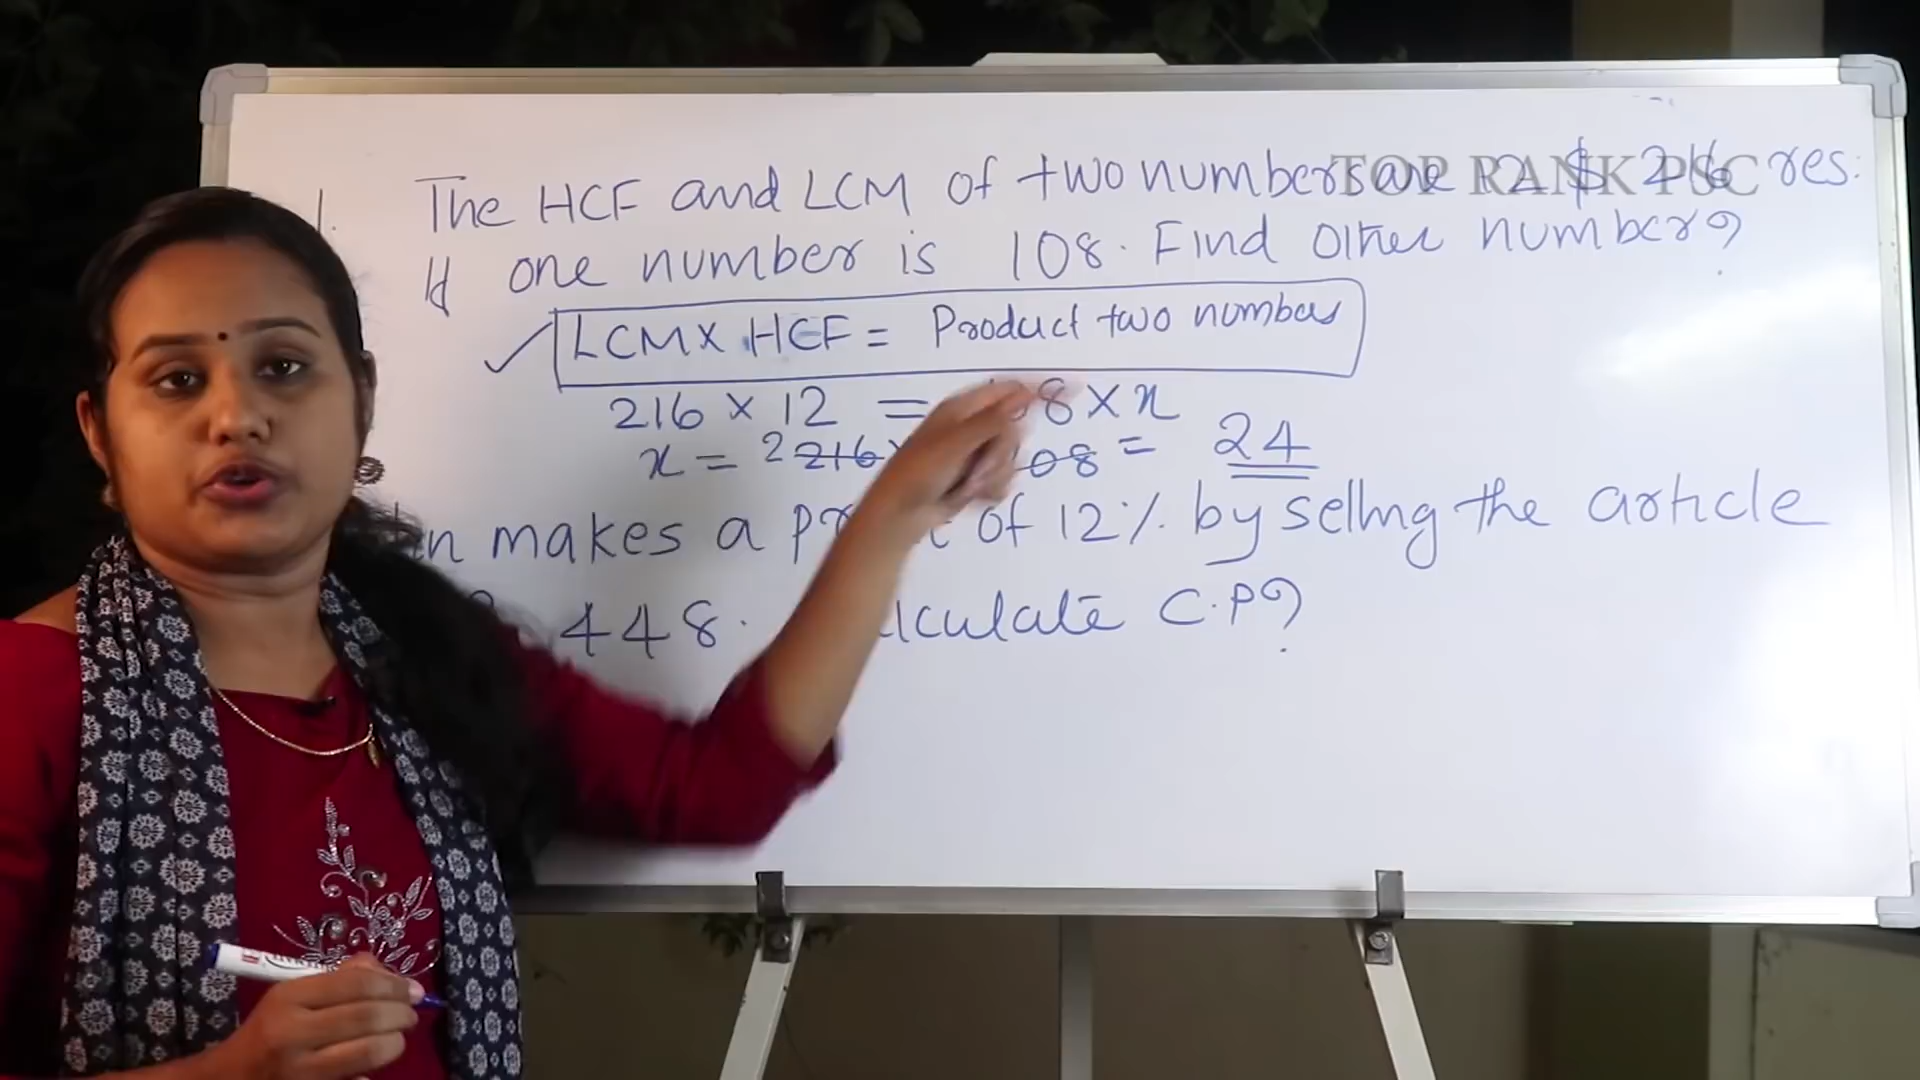 1. The HCF and LCM of two numbers are 12 & 216 res:
TOP RANK PSC
If one number is 108. Find other number?
LCM X HCF = Product two numbers
216 × 12 = 108 × x
x = 2 216 108 = 24
makes a of 12% by selling the article
448. C.P?